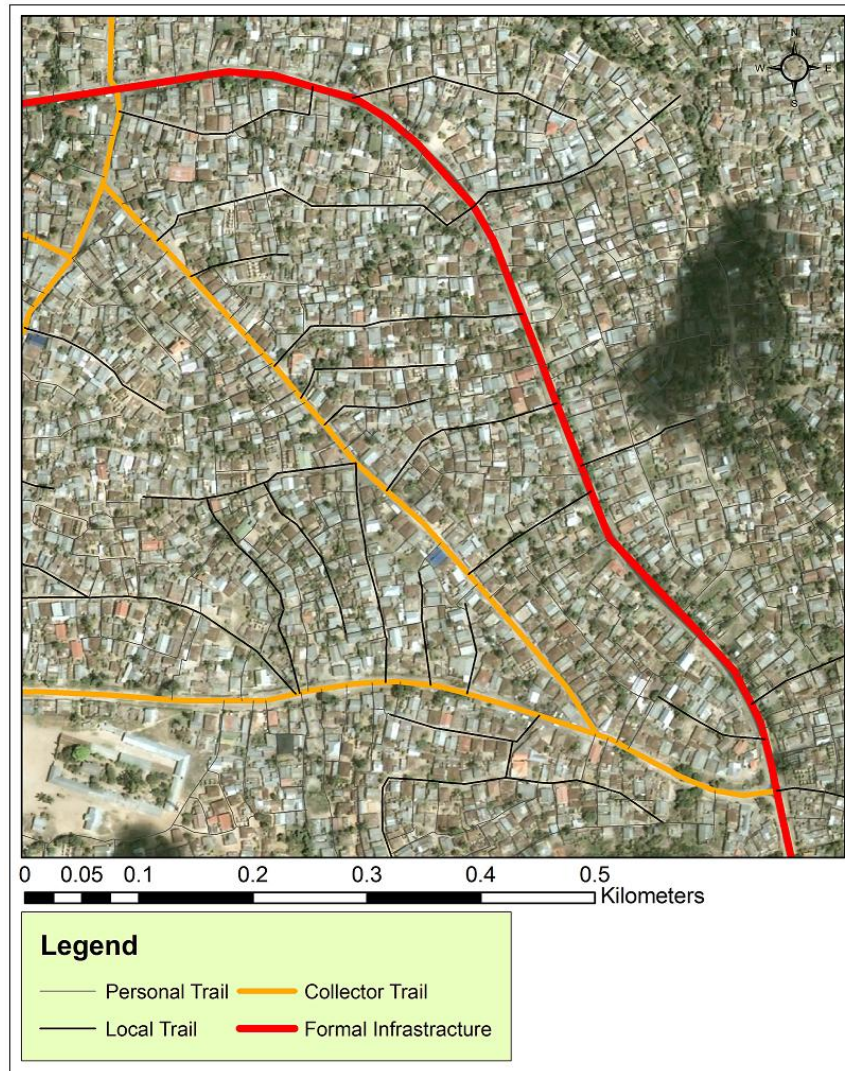 N
W E
S
0 0.05 0.1 0.2 0.3 0.4 0.5
Kilometers
Legend
Personal Trail Collector Trail
Local Trail Formal Infrastracture